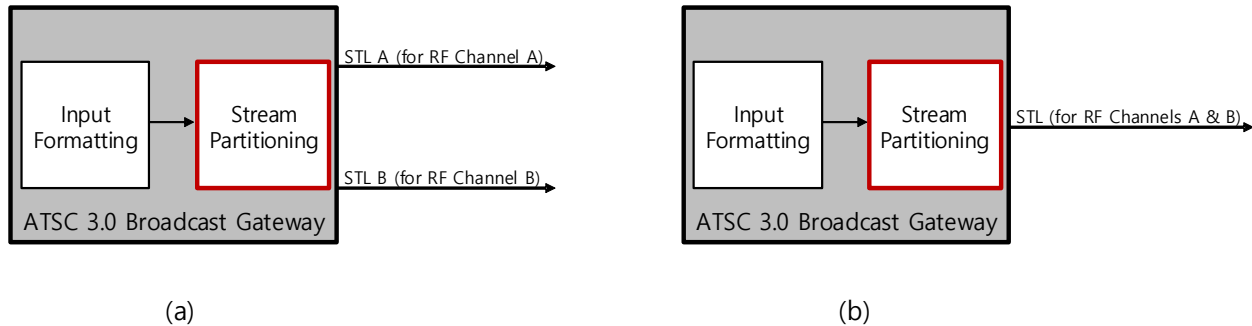 STL A (for RF Channel A)
Input
Formatting
Stream
Partitioning
STL B (for RF Channel B)
ATSC 3.0 Broadcast Gateway
(a)
Input
Formatting
Stream
Partitioning
STL (for RF Channels A & B)
ATSC 3.0 Broadcast Gateway
(b)